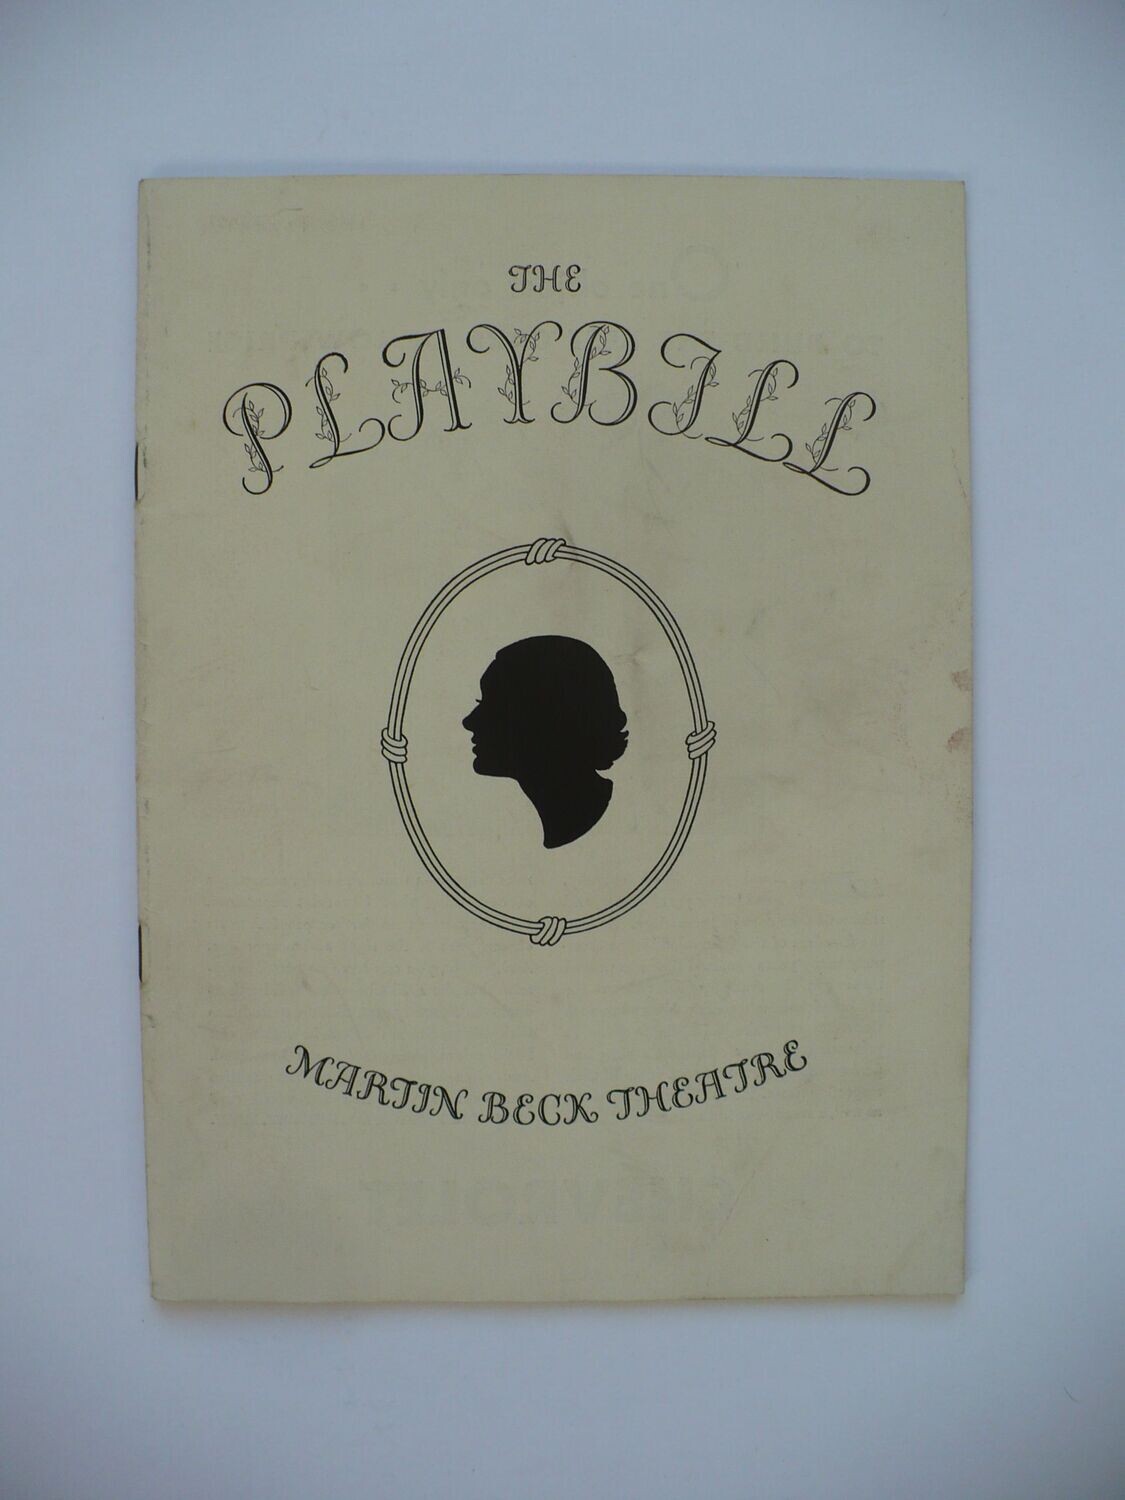 THE
PLAYBILL
MARTIN BECK THEATRE